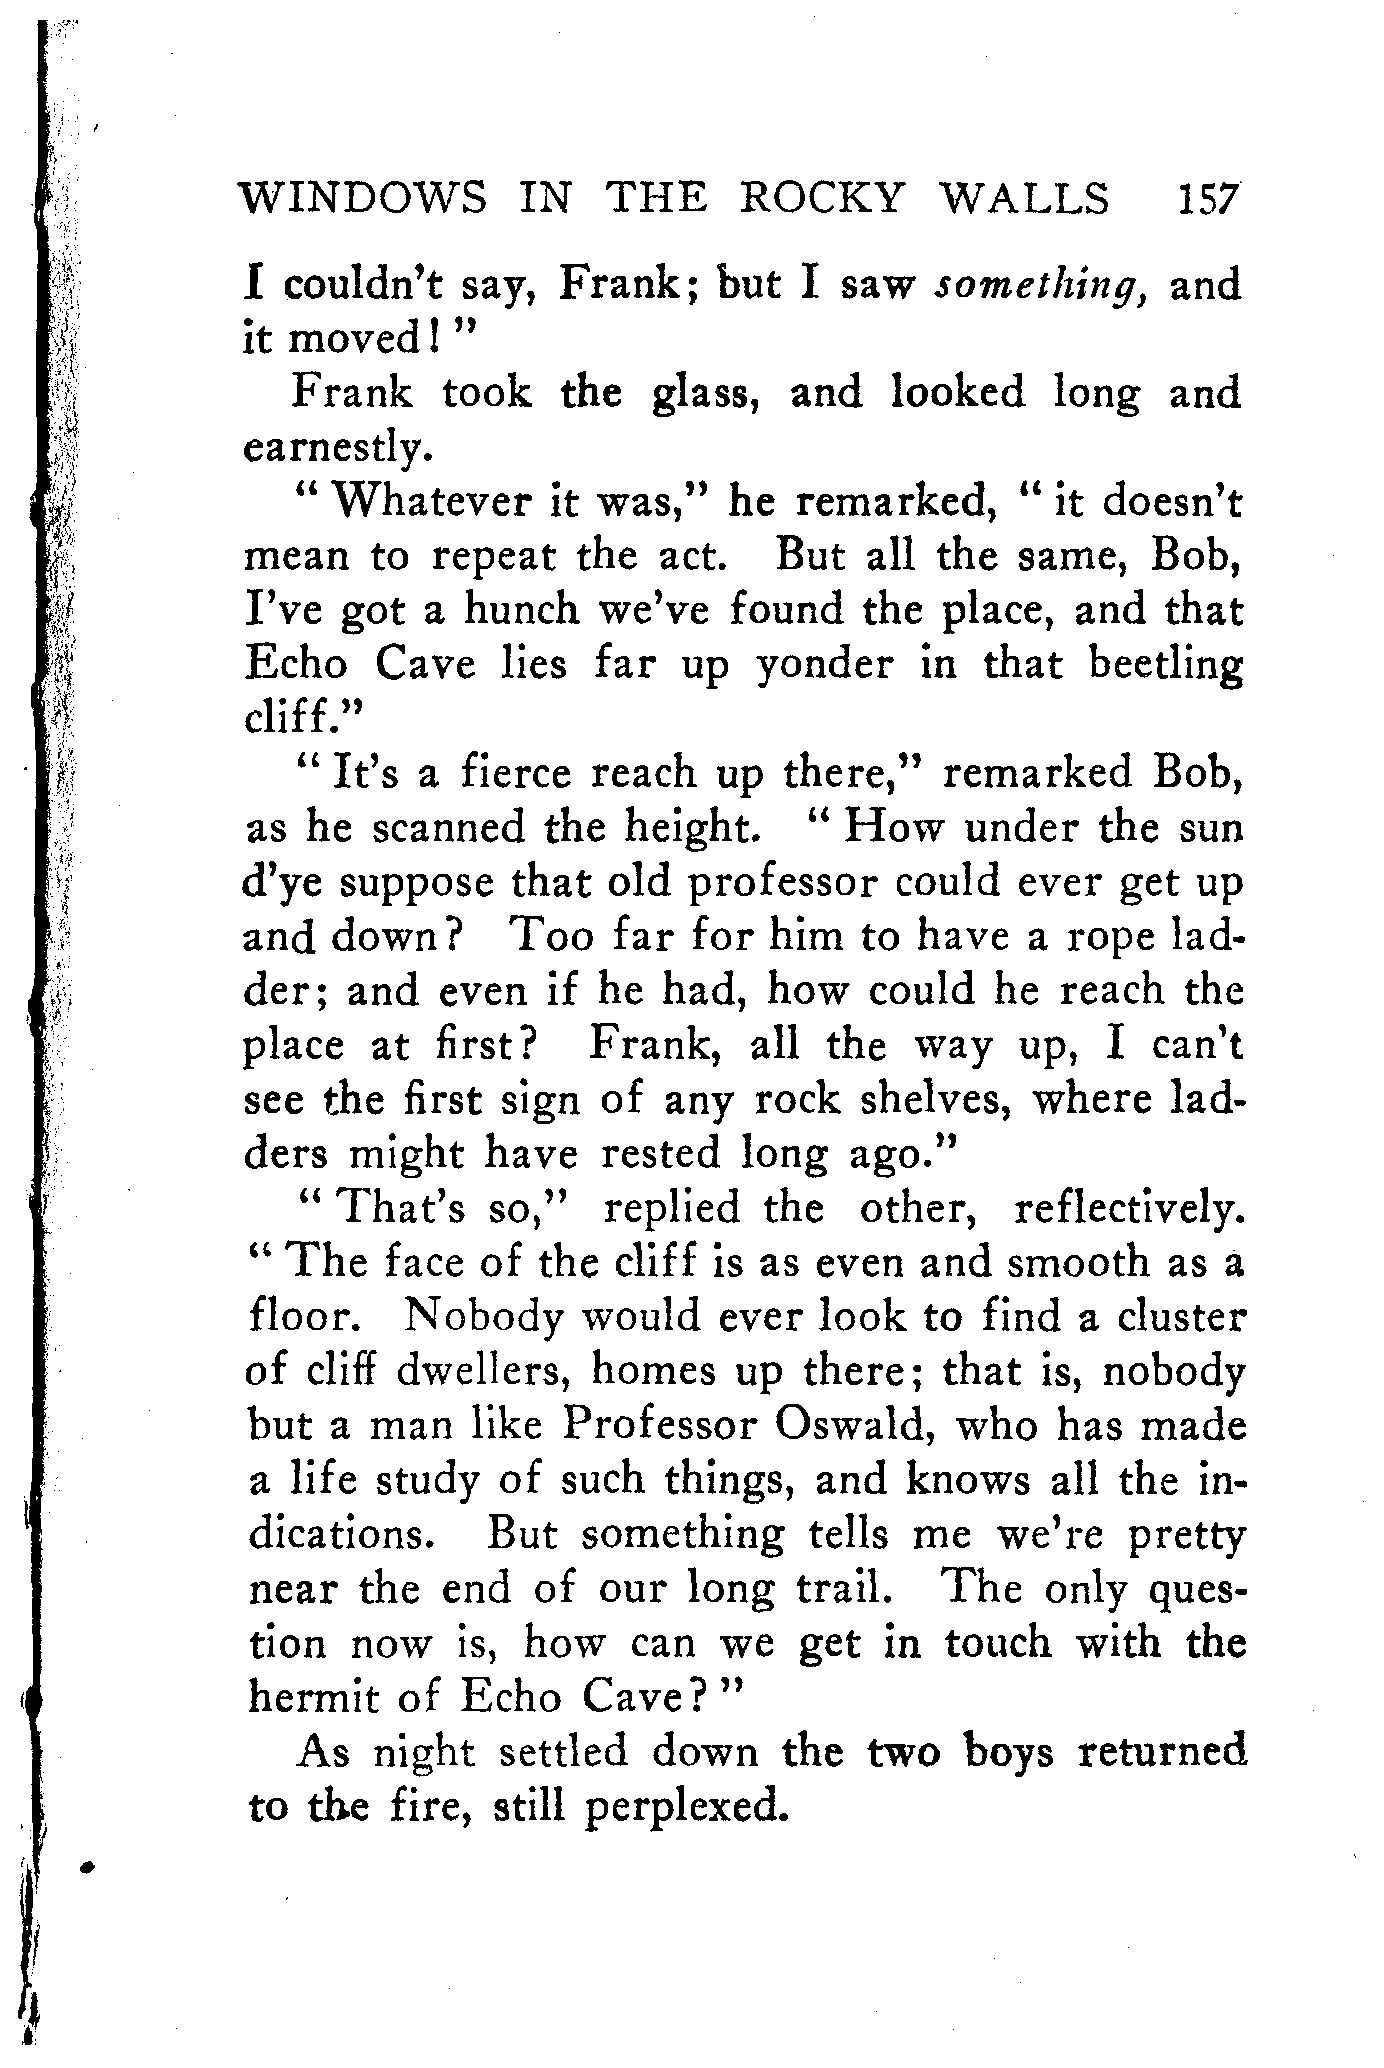 WINDOWS IN THE ROCKY WALLS 157
I couldn't say, Frank; but I saw something, and
it moved! "
Frank took the glass, and looked long and
earnestly.
" Whatever it was," he remarked, " it doesn't
mean to repeat the act. But all the same, Bob,
I've got a hunch we've found the place, and that
Echo Cave lies far up yonder in that beetling
cliff."
" It's a fierce reach up there," remarked Bob,
as he scanned the height. " How under the sun
d'ye suppose that old professor could ever get up
and down? Too far for him to have a rope lad-
der; and even if he had, how could he reach the
place at first? Frank, all the way up, I can't
see the first sign of any rock shelves, where lad-
ders might have rested long ago."
" That's so," replied the other, reflectively.
" The face of the cliff is as even and smooth as a
floor. Nobody would ever look to find a cluster
of cliff dwellers, homes up there; that is, nobody
but a man like Professor Oswald, who has made
a life study of such things, and knows all the in-
dications. But something tells me we're pretty
near the end of our long trail. The only ques-
tion now is, how can we get in touch with the
hermit of Echo Cave? "
As night settled down the two boys returned
to the fire, still perplexed.